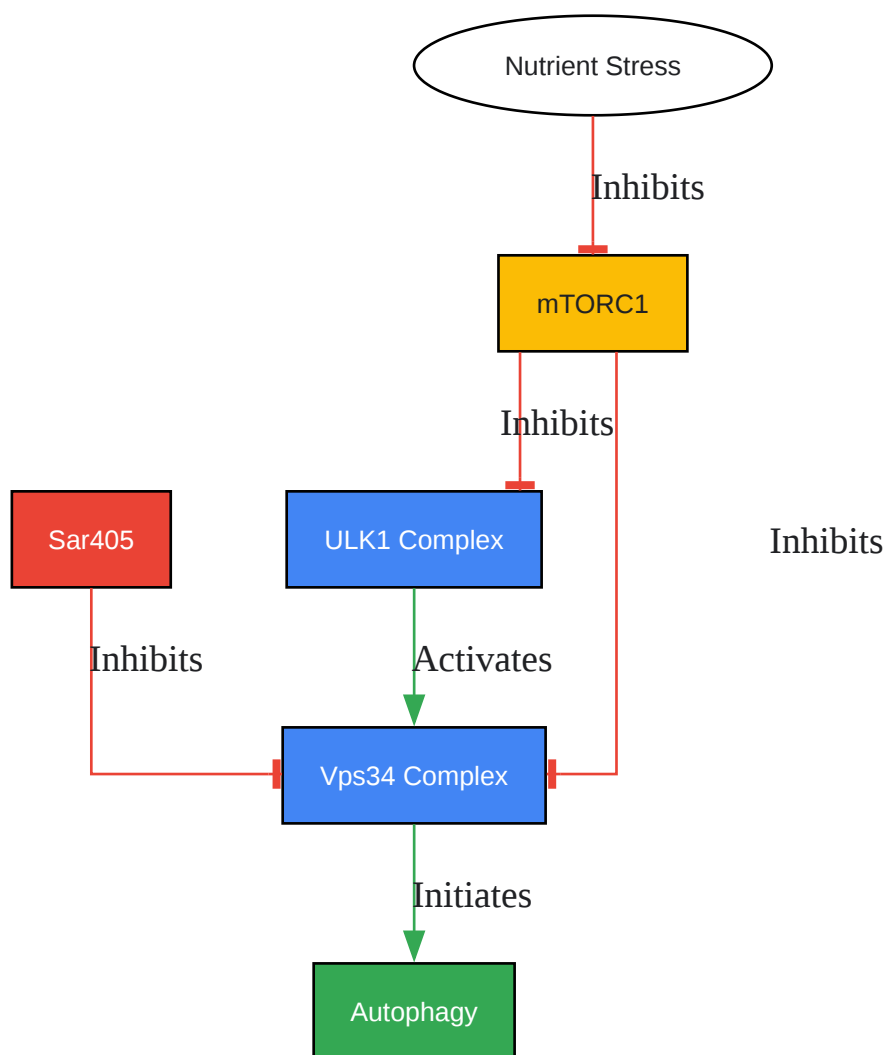 Nutrient Stress
Inhibits
mTORC1
Inhibits
Sar405
ULK1 Complex
Inhibits
Inhibits
Activates
Vps34 Complex
Initiates
Autophagy